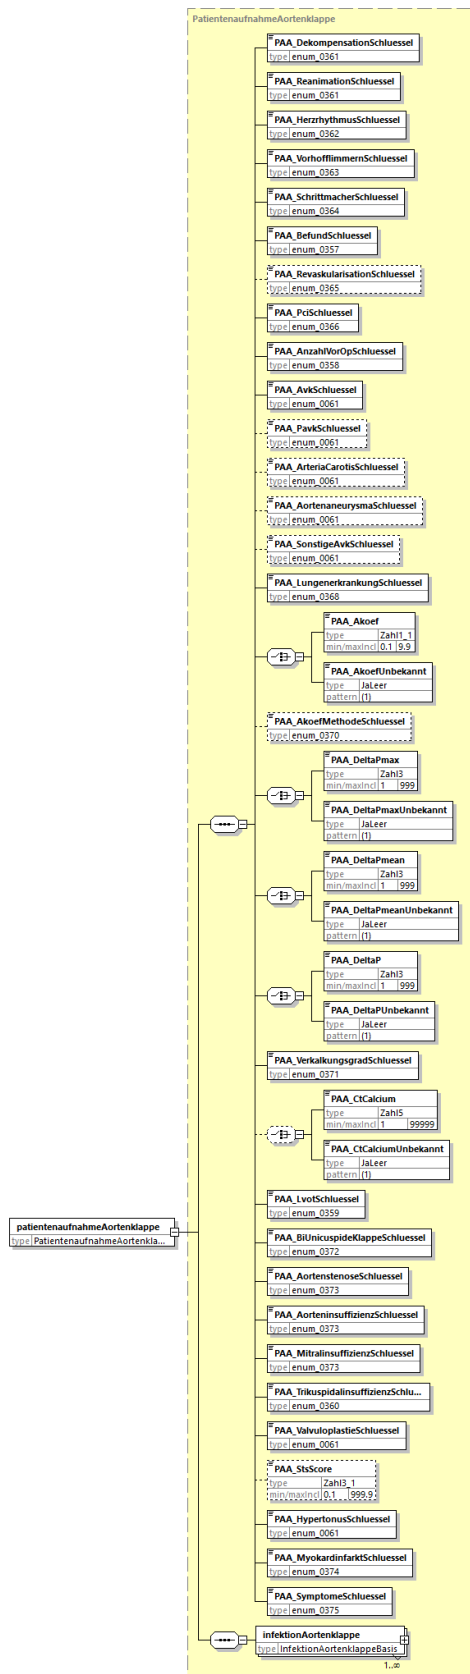 PatientenaufnahmeAortenklappe
PAA_DekompensationSchluessel
type enum_0361
PAA_ReanimationSchluessel
type enum_0361
PAA_HerzrhythmusSchluessel
type enum_0362
PAA_VorhofflimmernSchluessel
type enum_0363
PAA_SchrittmacherSchluessel
type enum_0364
PAA_BefundSchluessel
type enum_0357
PAA_RevaskularisationSchluessel
type enum_0365
PAA_PciSchluessel
type enum_0366
PAA_AnzahlVorOpSchluessel
type enum_0358
PAA_AvkSchluessel
type enum_0061
PAA_PavkSchluessel
type enum_0061
PAA_ArteriaCarotisSchluessel
type enum_0061
PAA_AortenaneurysmaSchluessel
type enum_0061
PAA_SonstigeAvkSchluessel
type enum_0061
PAA_LungenerkrankungSchluessel
type enum_0368
PAA_Akoef
type Zahl1_1
min/maxIncl 0.1 9.9
PAA_AkoefUnbekannt
type JaLeer
pattern (1)
PAA_AkoefMethodeSchluessel
type enum_0370
PAA_DeltaPmax
type Zahl3
min/maxIncl 1 999
PAA_DeltaPmaxUnbekannt
type JaLeer
pattern (1)
PAA_DeltaPmean
type Zahl3
min/maxIncl 1 999
PAA_DeltaPmeanUnbekannt
type JaLeer
pattern (1)
PAA_DeltaP
type Zahl3
min/maxIncl 1 999
PAA_DeltaPUnbekannt
type JaLeer
pattern (1)
PAA_VerkalkungsgradSchluessel
type enum_0371
PAA_CtCalcium
type Zahl5
min/maxIncl 1 99999
PAA_CtCalciumUnbekannt
type JaLeer
pattern (1)
PAA_LvotSchluessel
type enum_0359
patientenaufnahmeAortenklappe
type PatientenaufnahmeAortenkla...
PAA_BiUnicuspideKlappeSchluessel
type enum_0372
PAA_AortenstenoseSchluessel
type enum_0373
PAA_AorteninsuffizienzSchluessel
type enum_0373
PAA_MitralinsuffizienzSchluessel
type enum_0373
PAA_TrikuspidalinsuffizienzSchlu...
type enum_0360
PAA_ValvuloplastieSchluessel
type enum_0061
PAA_StsScore
type Zahl3_1
min/maxIncl 0.1 999.9
PAA_HypertonusSchluessel
type enum_0061
PAA_MyokardinfarktSchluessel
type enum_0374
PAA_SymptomeSchluessel
type enum_0375
infektionAortenklappe
type InfektionAortenklappeBasis
1..∞